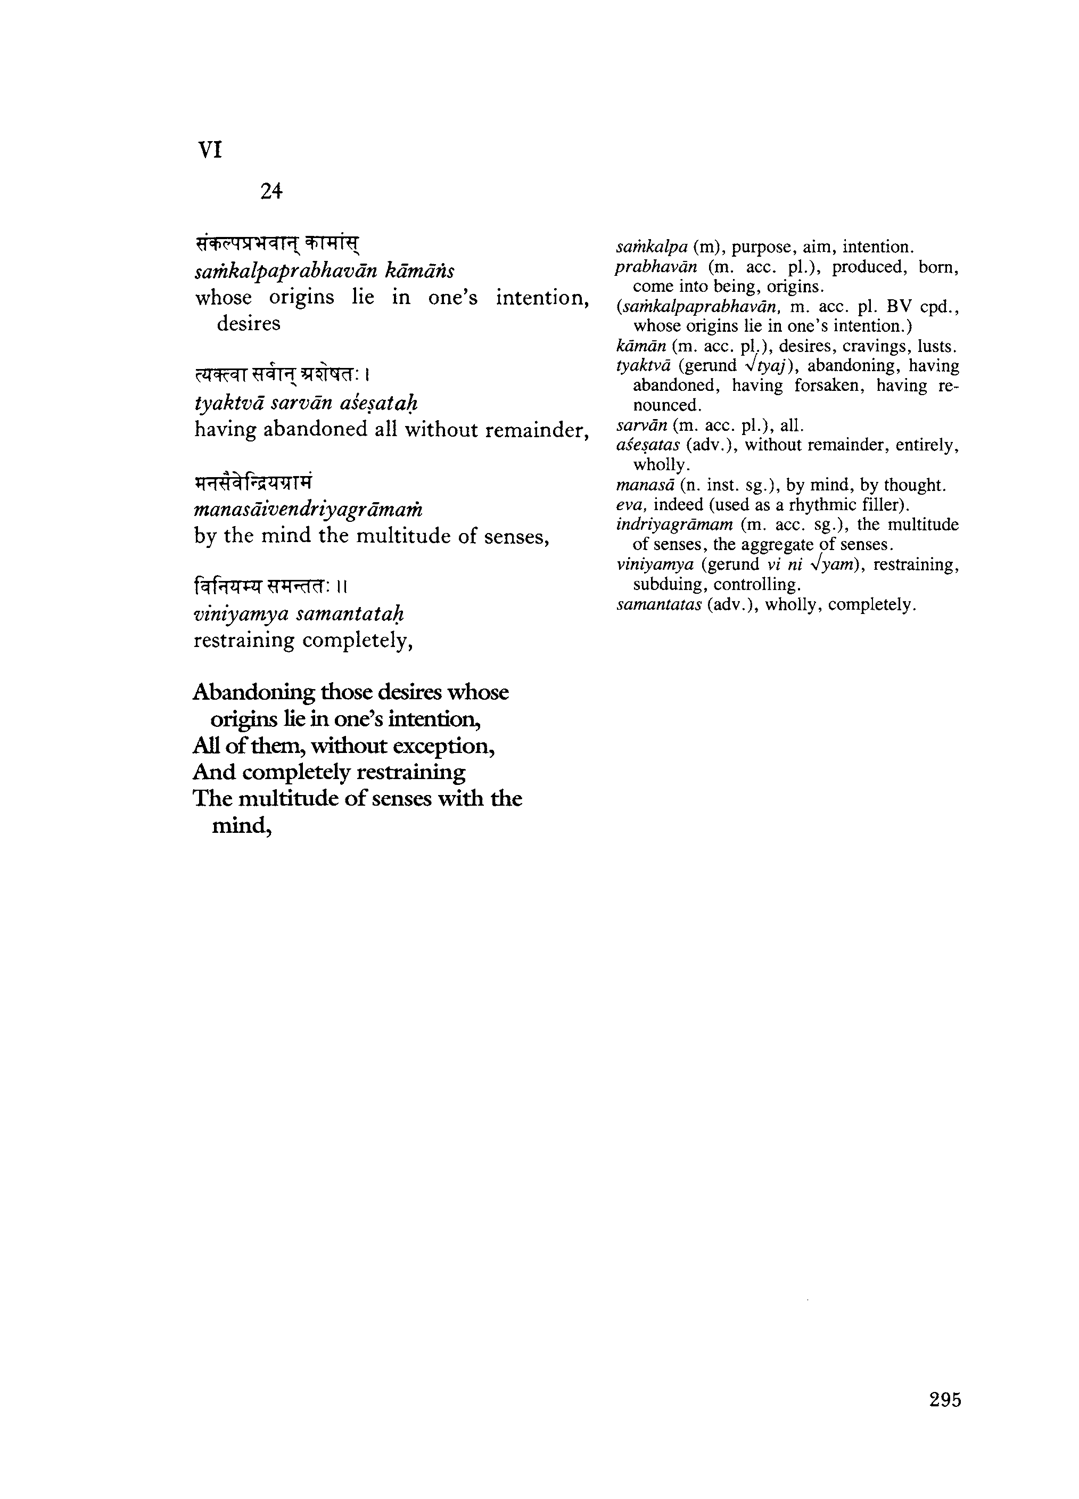 VI
24
संकल्पप्रभवान् कामांस्
saṁkalpaprabhavān kāmāṅs
whose origins lie in one's intention,
desires
त्यक्त्वा सर्वान् अशेषतः।
tyaktvā sarvān aśeṣataḥ
having abandoned all without remainder,
मनसैवेन्द्रियग्रामं
manasāivendriyagrāmaṁ
by the mind the multitude of senses,
विनियम्य समन्ततः॥
viniyamya samantataḥ
restraining completely,
Abandoning those desires whose
origins lie in one's intention,
All of them, without exception,
And completely restraining
The multitude of senses with the
mind,
saṁkalpa (m), purpose, aim, intention.
prabhavān (m. acc. pl.), produced, born,
come into being, origins.
(saṁkalpaprabhavān, m. acc. pl. BV cpd.,
whose origins lie in one's intention.)
kāmān (m. acc. pl.), desires, cravings, lusts.
tyaktvā (gerund √tyaj), abandoning, having
abandoned, having forsaken, having re-
nounced.
sarvān (m. acc. pl.), all.
aśeṣatas (adv.), without remainder, entirely,
wholly.
manasā (n. inst. sg.), by mind, by thought.
eva, indeed (used as a rhythmic filler).
indriyagrāmam (m. acc. sg.), the multitude
of senses, the aggregate of senses.
viniyamya (gerund vi ni √yam), restraining,
subduing, controlling.
samantatas (adv.), wholly, completely.
295